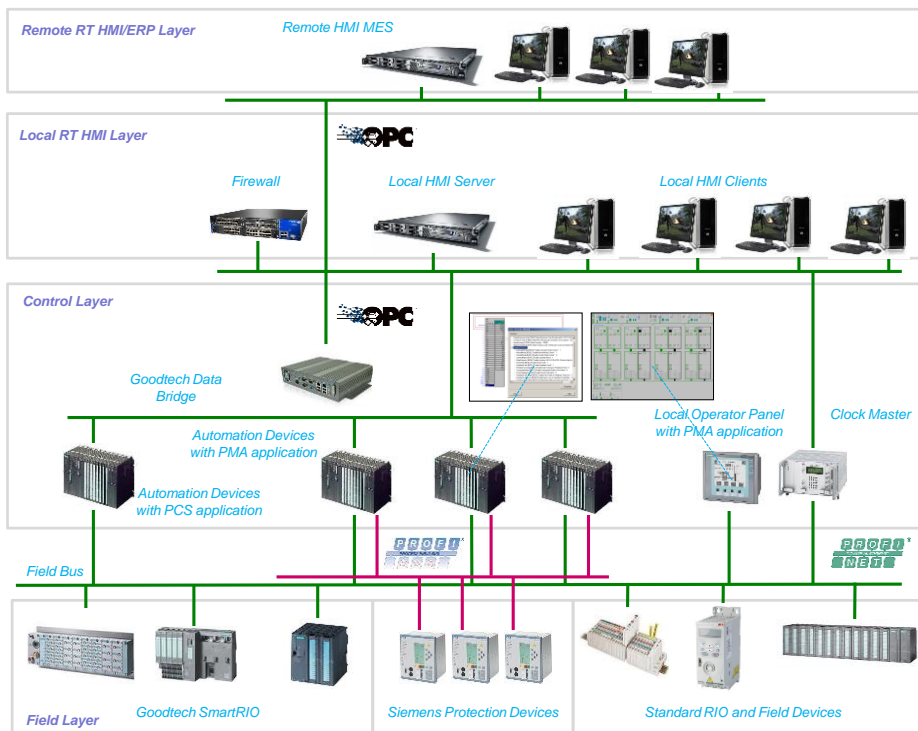 Remote RT HMI/ERP Layer
Remote HMI MES
Local RT HMI Layer
OPC
Firewall
Local HMI Server
Local HMI Clients
Control Layer
OPC
Goodtech Data
Bridge
Automation Devices
with PMA application
Local Operator Panel
with PMA application
Clock Master
Automation Devices
with PCS application
PROFI
PROFI
NET
Field Bus
Goodtech SmartRIO
Siemens Protection Devices
Standard RIO and Field Devices
Field Layer